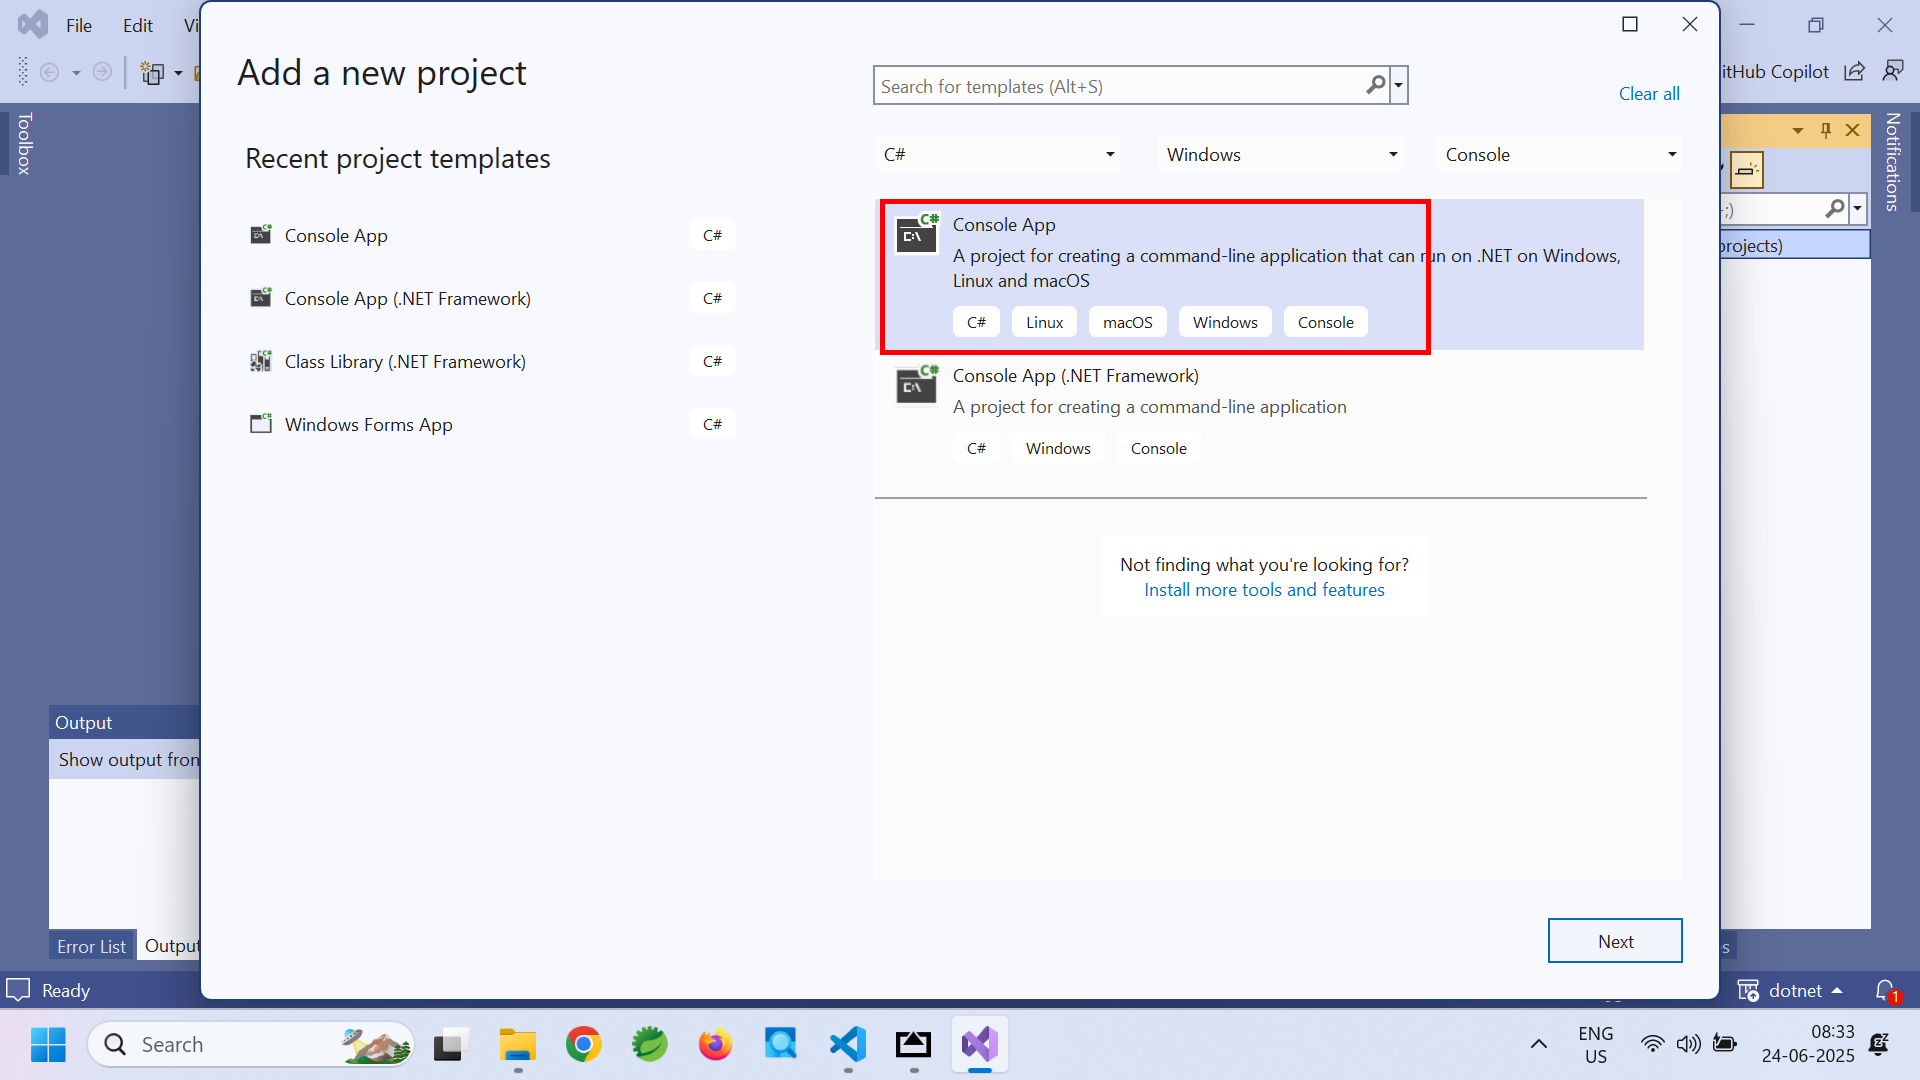 File Edit Vi
Add a new project
Search for templates (Alt+S)
Clear all
itHub Copilot
Toolbox
Notifications
Recent project templates
C# Windows Console
Console App C#
Console App (.NET Framework) C#
Class Library (.NET Framework) C#
Windows Forms App C#
C#
C:\
Console App
A project for creating a command-line application that can run on .NET on Windows,
Linux and macOS
C# Linux macOS Windows Console
C#
C:\
Console App (.NET Framework)
A project for creating a command-line application
C# Windows Console
Not finding what you're looking for?
Install more tools and features
;)
projects)
Output
Show output from
Error List Output
s
Next
Ready
dotnet
1
Search
ENG
US
08:33
24-06-2025